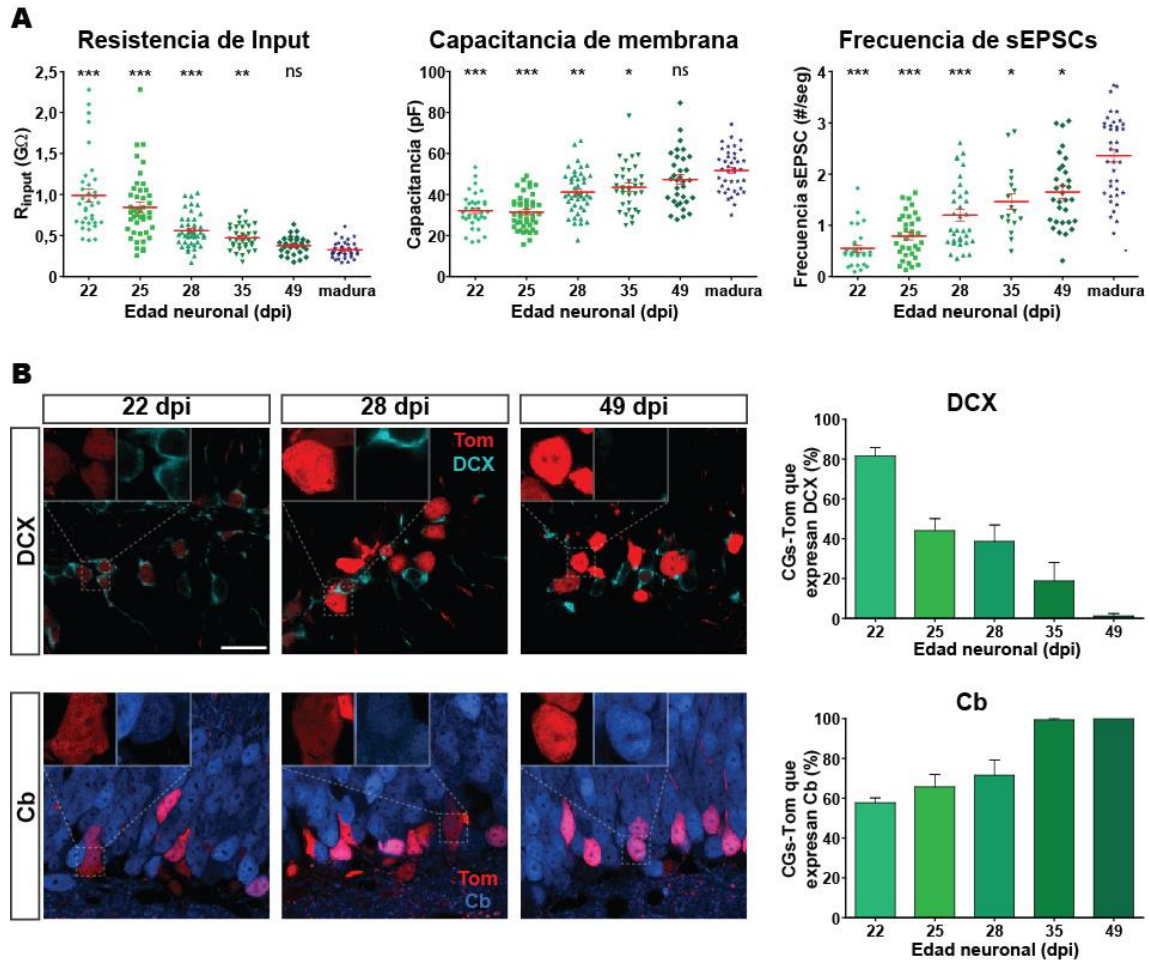 A
Resistencia de Input
*** *** *** ** ns
2,5
2,0
1,5
1,0
0,5
0
RInput (GΩ)
22 25 28 35 49 madura
Edad neuronal (dpi)
Capacitancia de membrana
*** *** ** * ns
100
80
60
40
20
0
Capacitancia (pF)
22 25 28 35 49 madura
Edad neuronal (dpi)
Frecuencia de sEPSCs
*** *** *** * *
4
3
2
1
0
Frecuencia sEPSC (#/seg)
22 25 28 35 49 madura
Edad neuronal (dpi)
B
22 dpi 28 dpi 49 dpi
DCX
Tom
DCX
Cb
Tom
Cb
DCX
100
80
60
40
20
0
CGs-Tom que
expresan DCX (%)
22 25 28 35 49
Edad neuronal (dpi)
Cb
100
80
60
40
20
0
CGs-Tom que
expresan Cb (%)
22 25 28 35 49
Edad neuronal (dpi)